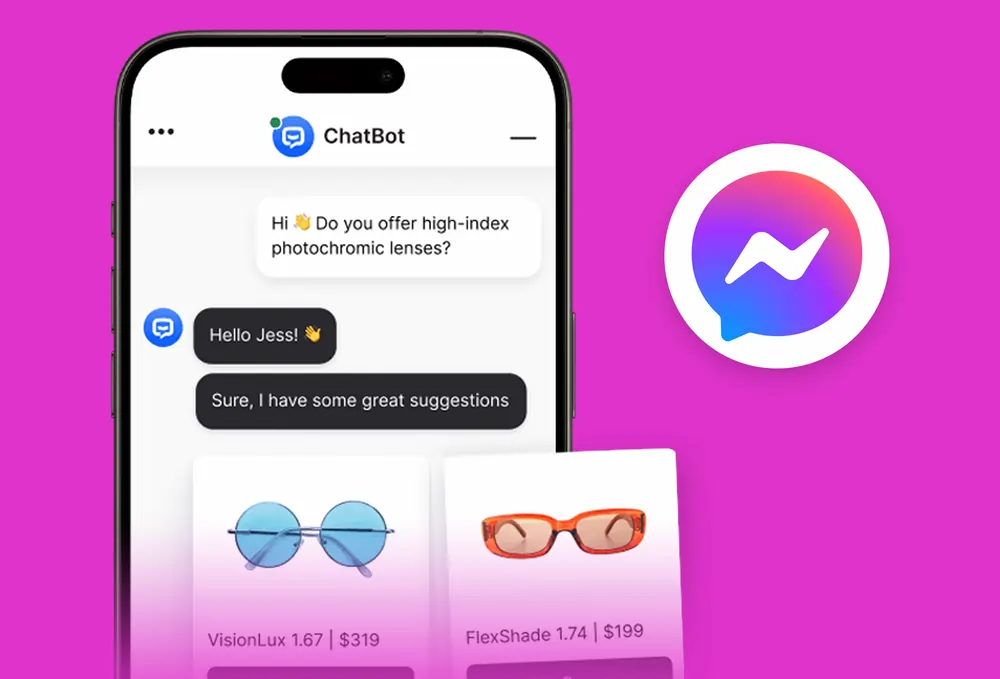 ChatBot
Hi 👋 Do you offer high-index
photochromic lenses?
Hello Jess! 👋
Sure, I have some great suggestions
VisionLux 1.67 | $319
FlexShade 1.74 | $199